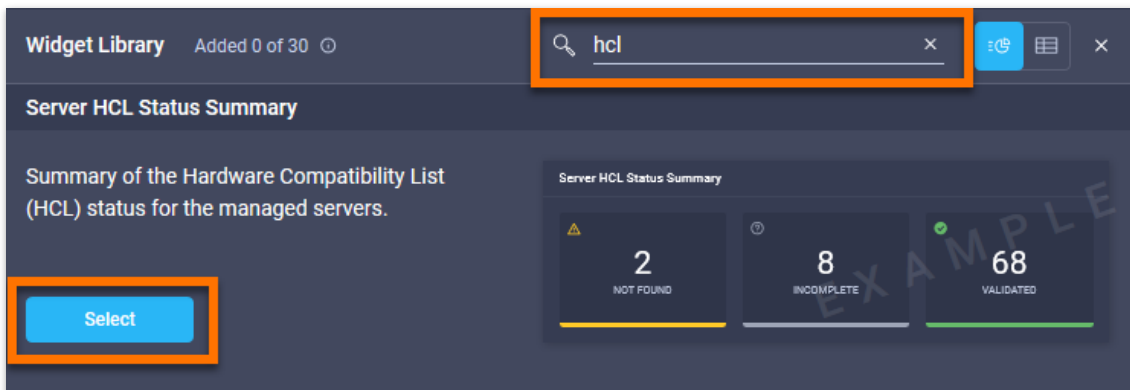 Widget Library Added 0 of 30
hcl
Server HCL Status Summary
Summary of the Hardware Compatibility List
(HCL) status for the managed servers.
Select
Server HCL Status Summary
2
NOT FOUND
8
INCOMPLETE
68
VALIDATED
EXAMPLE